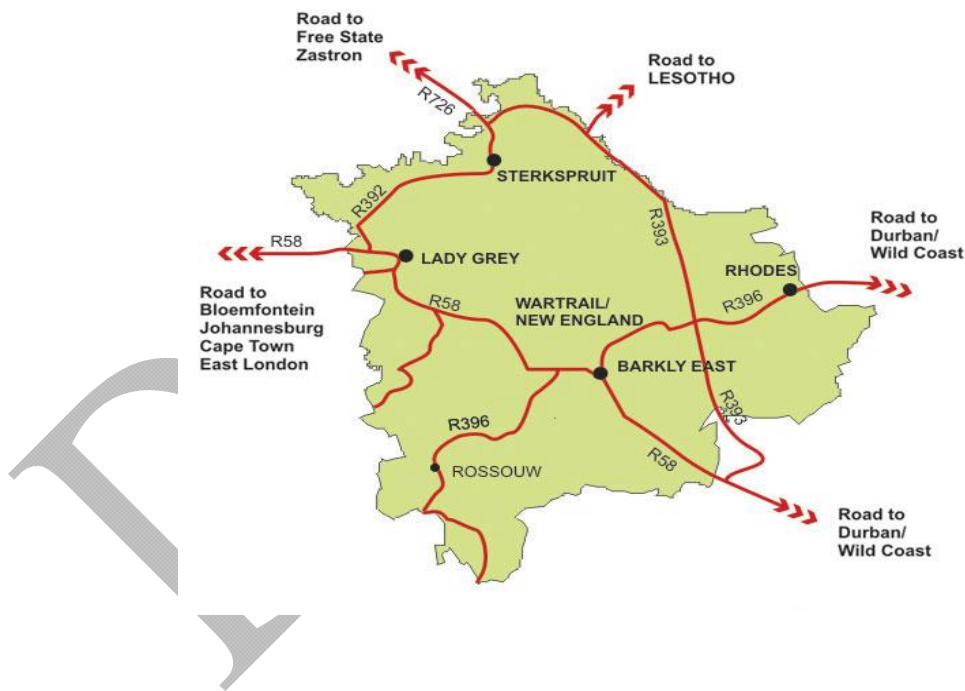 Road to
Free State
Zastron
Road to
LESOTHO
R726
STERKSPRUIT
R392
R393
Road to
Durban/
Wild Coast
R58
LADY GREY
RHODES
R396
Road to
Bloemfontein
Johannesburg
Cape Town
East London
R58
WARTRAIL/
NEW ENGLAND
BARKLY EAST
R393
R396
R58
ROSSOUW
Road to
Durban/
Wild Coast